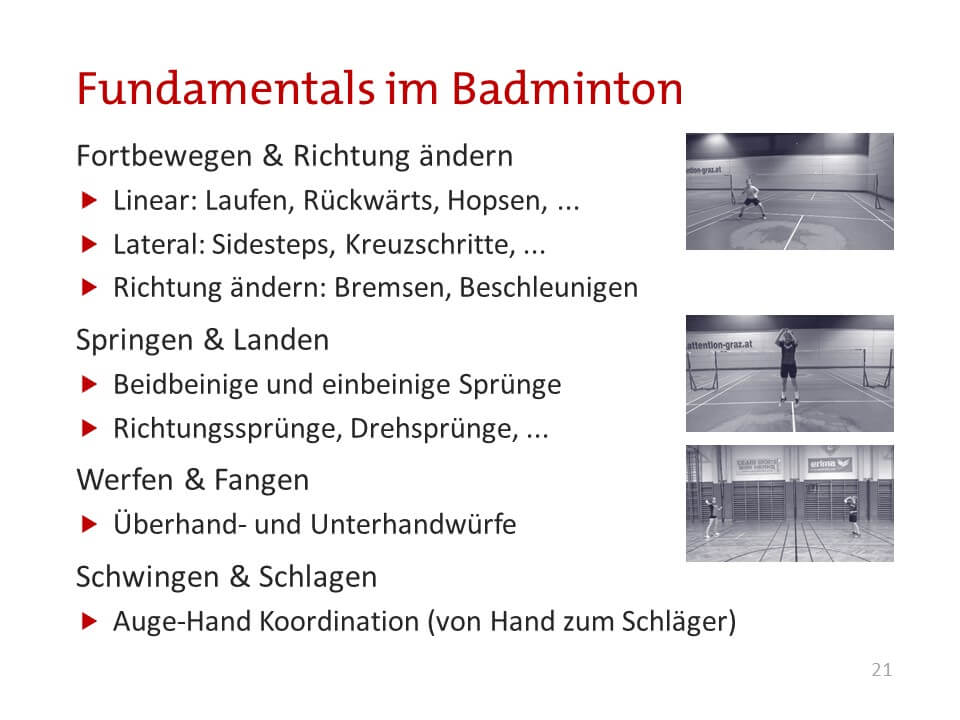 Fundamentals im Badminton
Fortbewegen & Richtung ändern
Linear: Laufen, Rückwärts, Hopsen, ...
Lateral: Sidesteps, Kreuzschritte, ...
Richtung ändern: Bremsen, Beschleunigen
Springen & Landen
Beidbeinige und einbeinige Sprünge
Richtungssprünge, Drehsprünge, ...
Werfen & Fangen
Überhand- und Unterhandwürfe
Schwingen & Schlagen
Auge-Hand Koordination (von Hand zum Schläger)
ttention-graz.at
attention-graz.at
erima
21